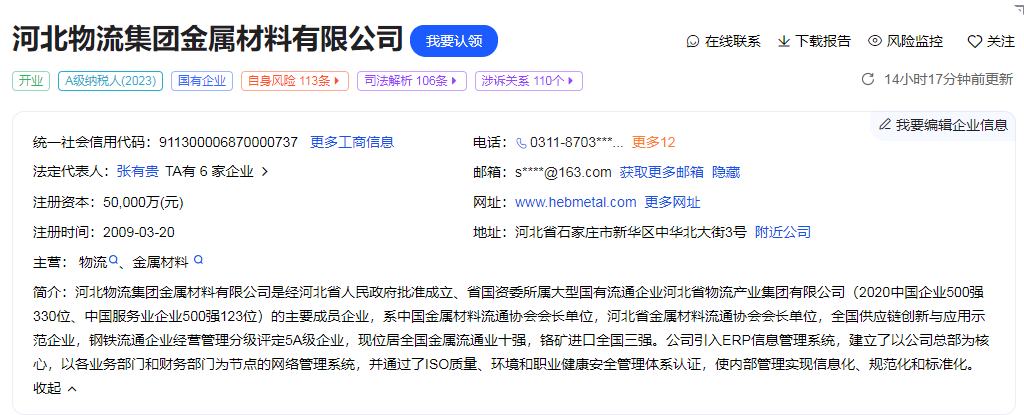 河北物流集团金属材料有限公司 我要认领 在线联系 下载报告 风险监控 关注
开业 A级纳税人(2023) 国有企业 自身风险 113条 司法解析 106条 涉诉关系 110个 14小时17分钟前更新
我要编辑企业信息
统一社会信用代码：911300006870000737 更多工商信息 电话：0311-8703***... 更多12
法定代表人：张有贵 TA有 6 家企业 邮箱：s****@163.com 获取更多邮箱 隐藏
注册资本：50,000万(元) 网址：www.hebmetal.com 更多网址
注册时间：2009-03-20 地址：河北省石家庄市新华区中华北大街3号 附近公司
主营： 物流、金属材料
简介：河北物流集团金属材料有限公司是经河北省人民政府批准成立、省国资委所属大型国有流通企业河北省物流产业集团有限公司（2020中国企业500强
330位、中国服务业企业500强123位）的主要成员企业，系中国金属材料流通协会会长单位，河北省金属材料流通协会会长单位，全国供应链创新与应用示
范企业，钢铁流通企业经营管理分级评定5A级企业，现位居全国金属流通业十强，铬矿进口全国三强。公司引入ERP信息管理系统，建立了以公司总部为核
心，以各业务部门和财务部门为节点的网络管理系统，并通过了ISO质量、环境和职业健康安全管理体系认证，使内部管理实现信息化、规范化和标准化。
收起